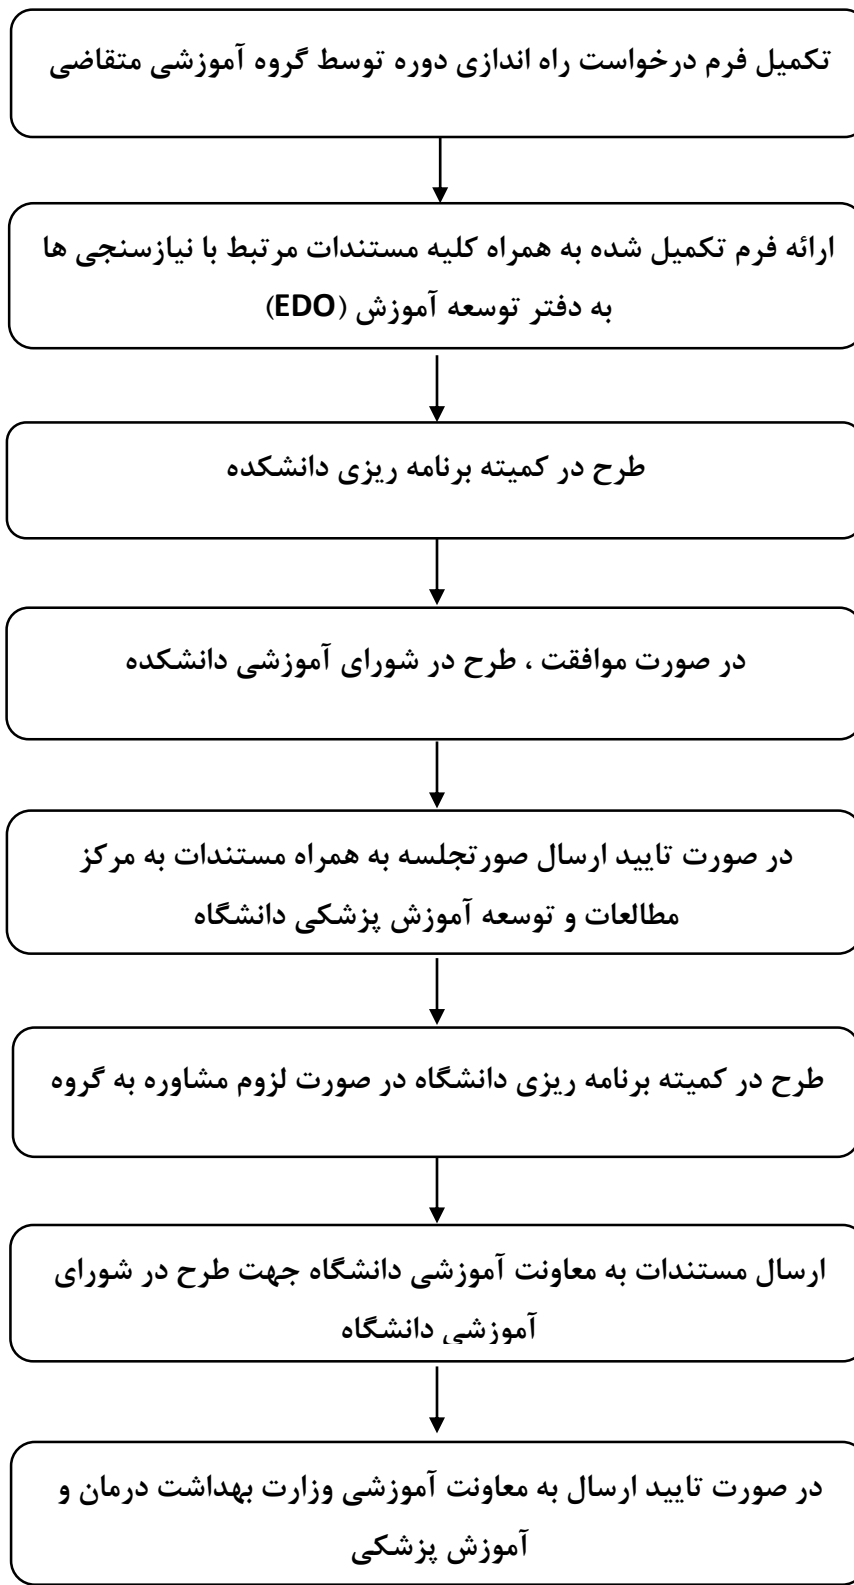 تکمیل فرم درخواست راه اندازی دوره توسط گروه آموزشی متقاضی
ارائه فرم تکمیل شده به همراه کلیه مستندات مرتبط با نیازسنجی ها
به دفتر توسعه آموزش (EDO)
طرح در کمیته برنامه ریزی دانشکده
در صورت موافقت ، طرح در شورای آموزشی دانشکده
در صورت تایید ارسال صورتجلسه به همراه مستندات به مرکز
مطالعات و توسعه آموزش پزشکی دانشگاه
طرح در کمیته برنامه ریزی دانشگاه در صورت لزوم مشاوره به گروه
ارسال مستندات به معاونت آموزشی دانشگاه جهت طرح در شورای
آموزشی دانشگاه
در صورت تایید ارسال به معاونت آموزشی وزارت بهداشت درمان و
آموزش پزشکی